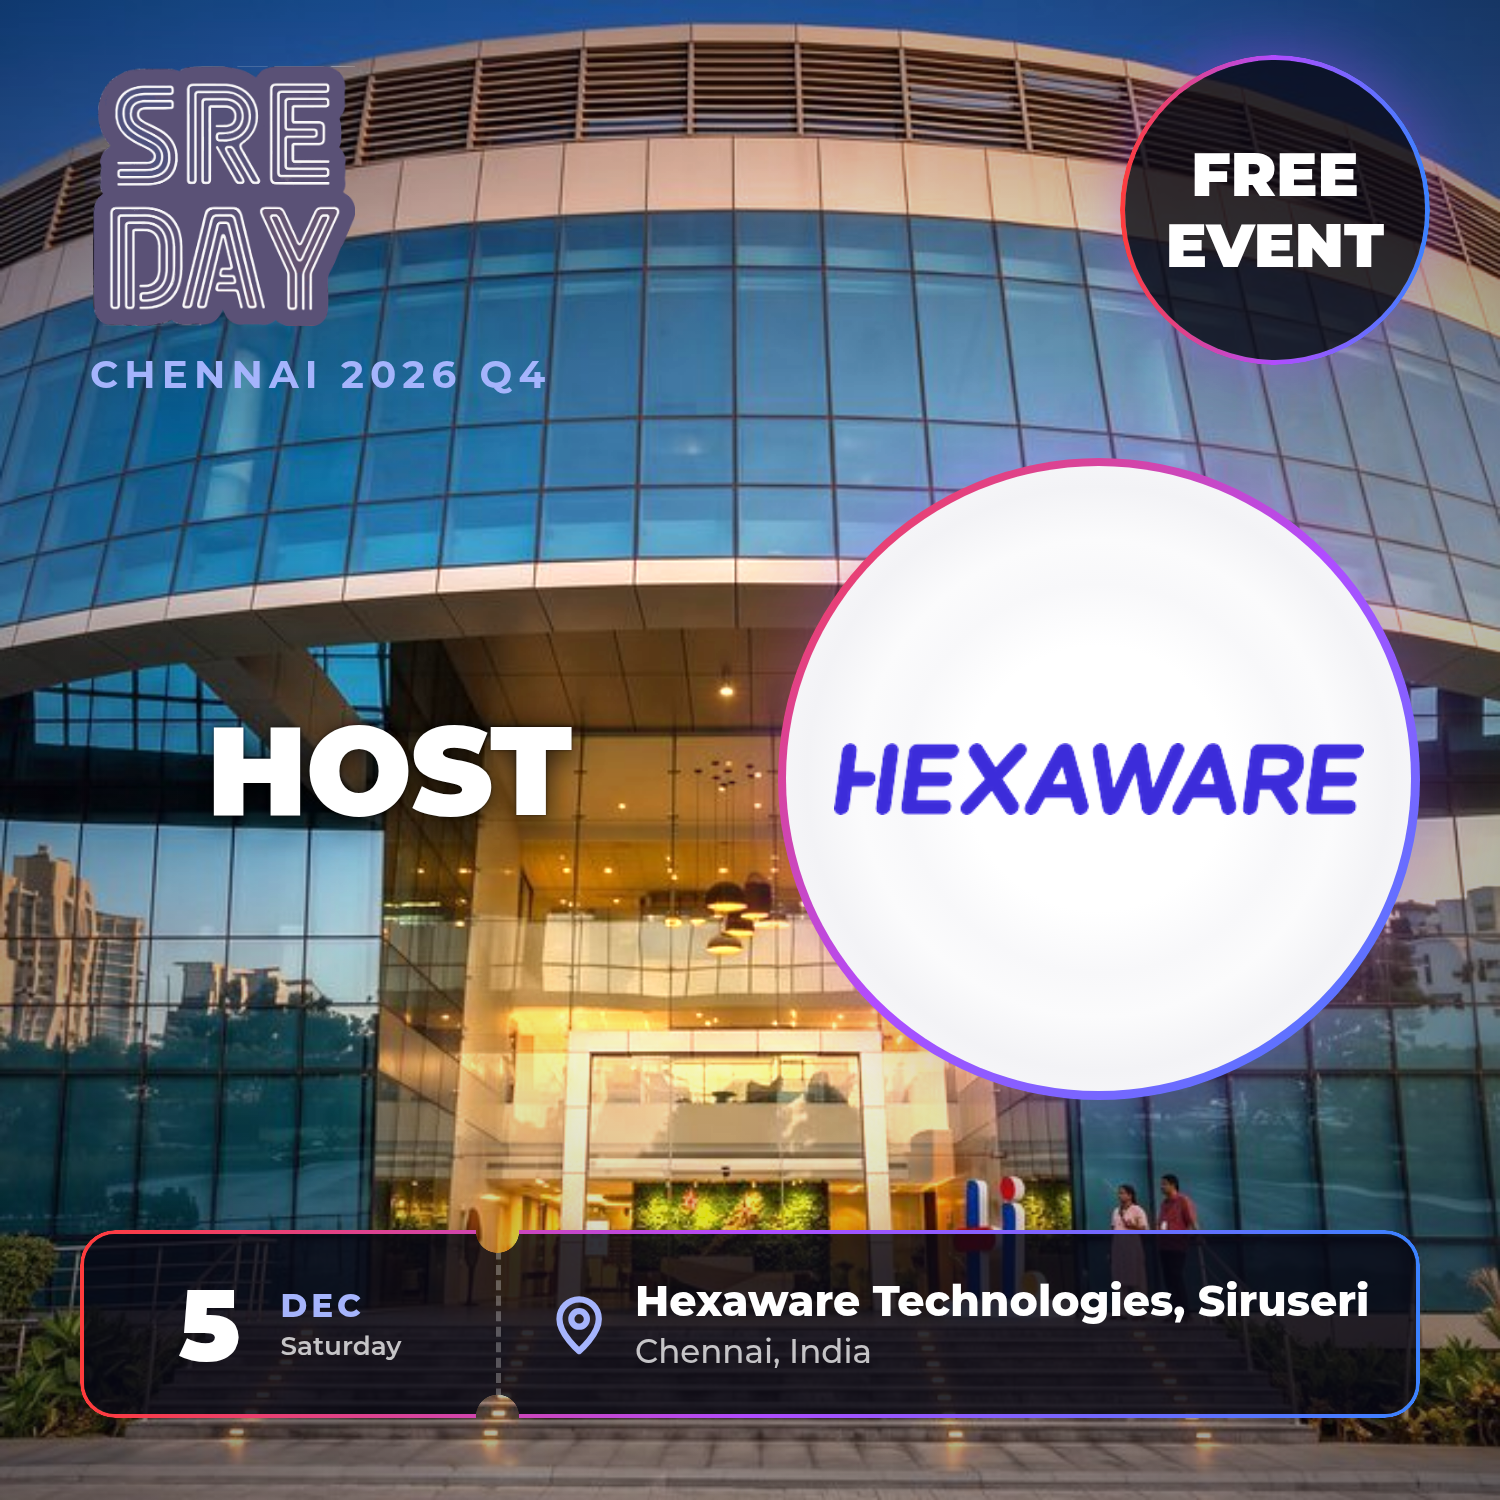 SRE
DAY
CHENNAI 2026 Q4
FREE
EVENT
HOST
HEXAWARE
5
DEC
Saturday
Hexaware Technologies, Siruseri
Chennai, India